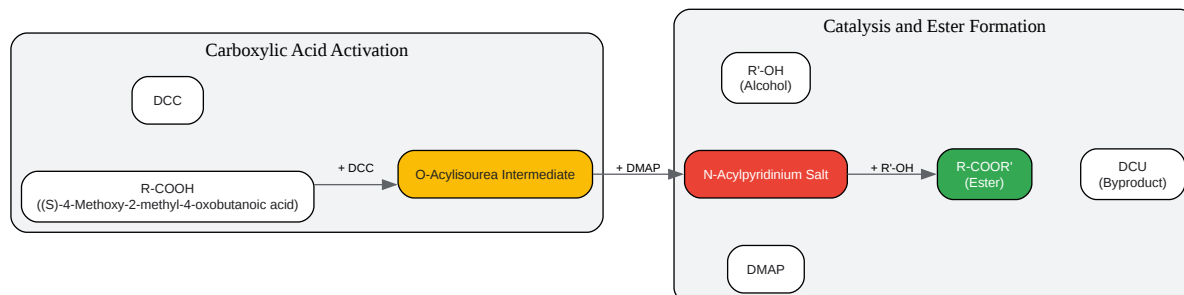 Carboxylic Acid Activation
DCC
R-COOH
((S)-4-Methoxy-2-methyl-4-oxobutanoic acid)
+ DCC
O-Acylisourea Intermediate
+ DMAP
Catalysis and Ester Formation
R'-OH
(Alcohol)
N-Acylpyridinium Salt
+ R'-OH
R-COOR'
(Ester)
DCU
(Byproduct)
DMAP